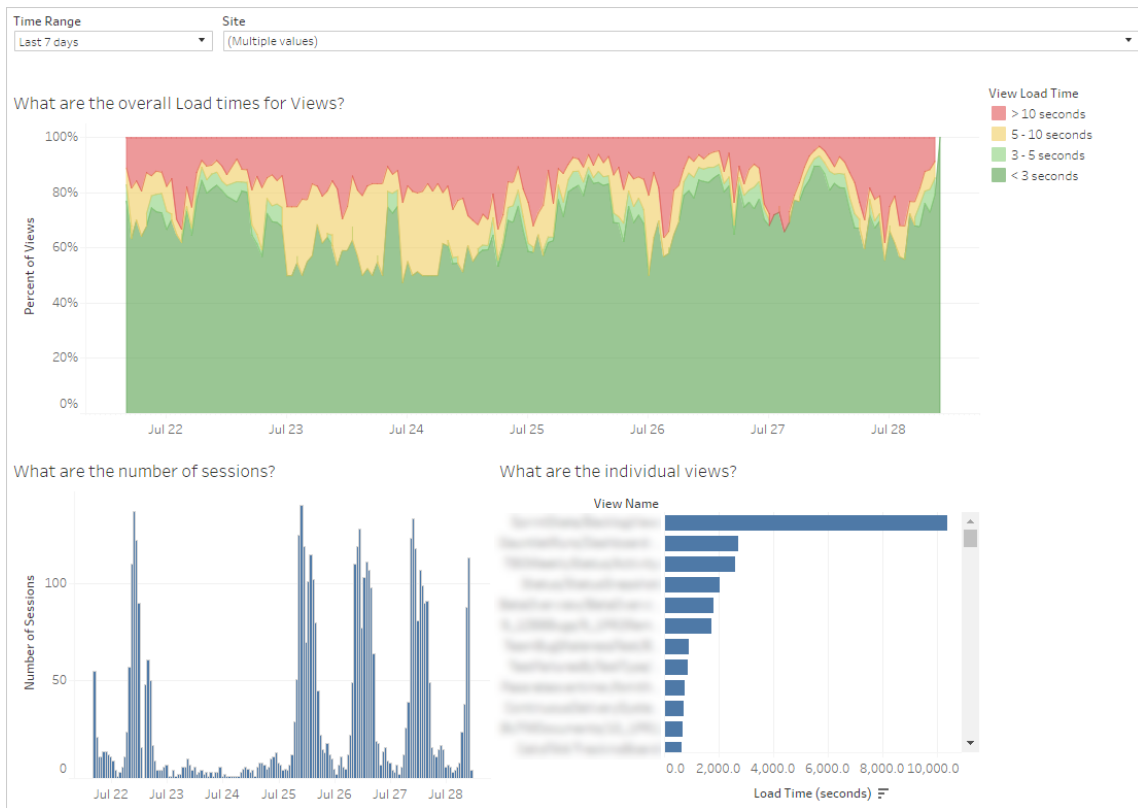 Time Range
Site
Last 7 days
(Multiple values)
What are the overall Load times for Views?
View Load Time
> 10 seconds
5 - 10 seconds
3 - 5 seconds
< 3 seconds
100%
80%
60%
40%
20%
0%
Percent of Views
Jul 22 Jul 23 Jul 24 Jul 25 Jul 26 Jul 27 Jul 28
What are the number of sessions?
100
50
0
Number of Sessions
Jul 22 Jul 23 Jul 24 Jul 25 Jul 26 Jul 27 Jul 28
What are the individual views?
View Name
0.0 2,000.0 4,000.0 6,000.0 8,000.0 10,000.0
Load Time (seconds)